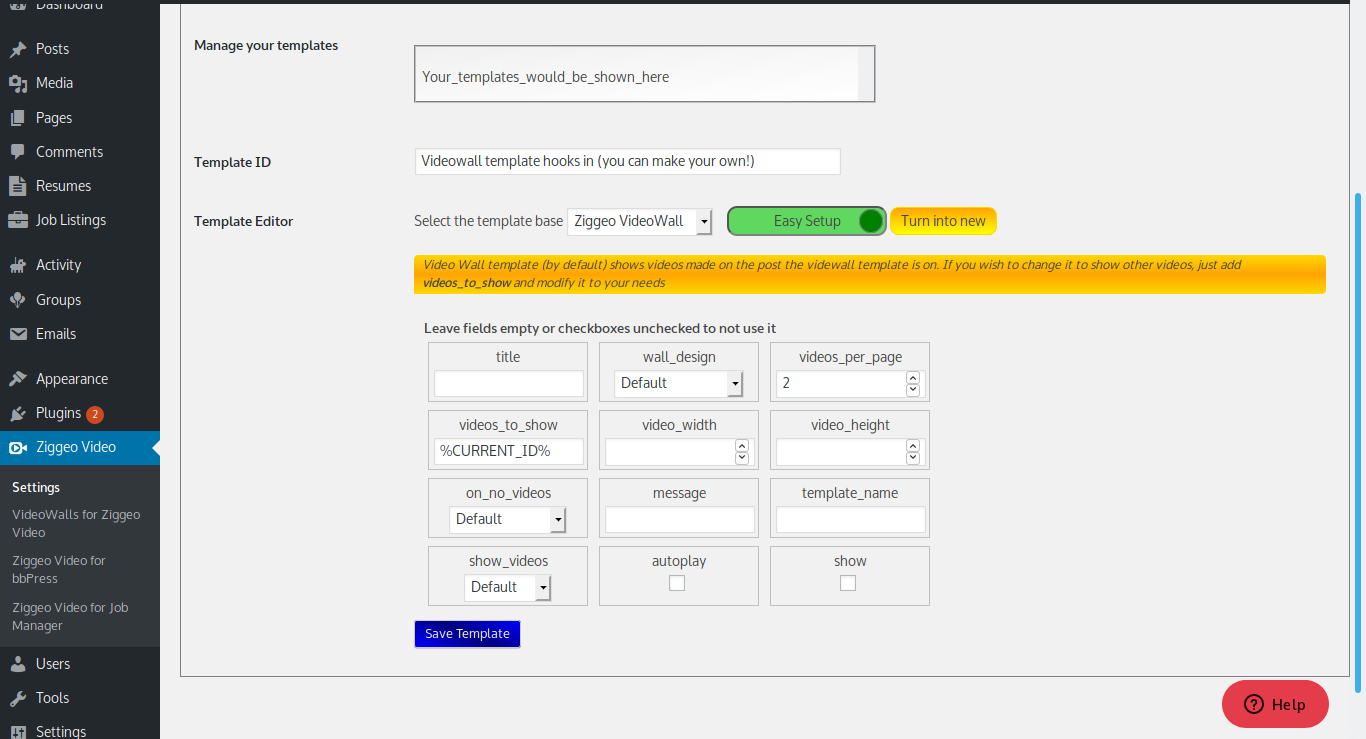 Dashboard
Posts
Media
Pages
Comments
Resumes
Job Listings
Activity
Groups
Emails
Appearance
Plugins 2
Ziggeo Video
Settings
VideoWalls for Ziggeo
Video
Ziggeo Video for
bbPress
Ziggeo Video for Job
Manager
Users
Tools
Settings
Manage your templates
Your_templates_would_be_shown_here
Template ID
Videowall template hooks in (you can make your own!)
Template Editor
Select the template base Ziggeo VideoWall Easy Setup Turn into new
Video Wall template (by default) shows videos made on the post the videwall template is on. If you wish to change it to show other videos, just add
videos_to_show and modify it to your needs
Leave fields empty or checkboxes unchecked to not use it
title wall_design videos_per_page
Default 2
videos_to_show video_width video_height
%CURRENT_ID%
on_no_videos message template_name
Default
show_videos autoplay show
Default
Save Template
? Help